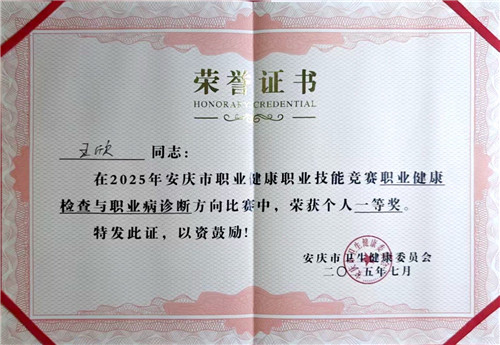 荣誉证书
HONORARY CREDENTIAL
王欣 同志：
在2025年安庆市职业健康职业技能竞赛职业健康
检查与职业病诊断方向比赛中，荣获个人一等奖。
特发此证，以资鼓励！
安庆市卫生健康委员会
二〇二五年七月